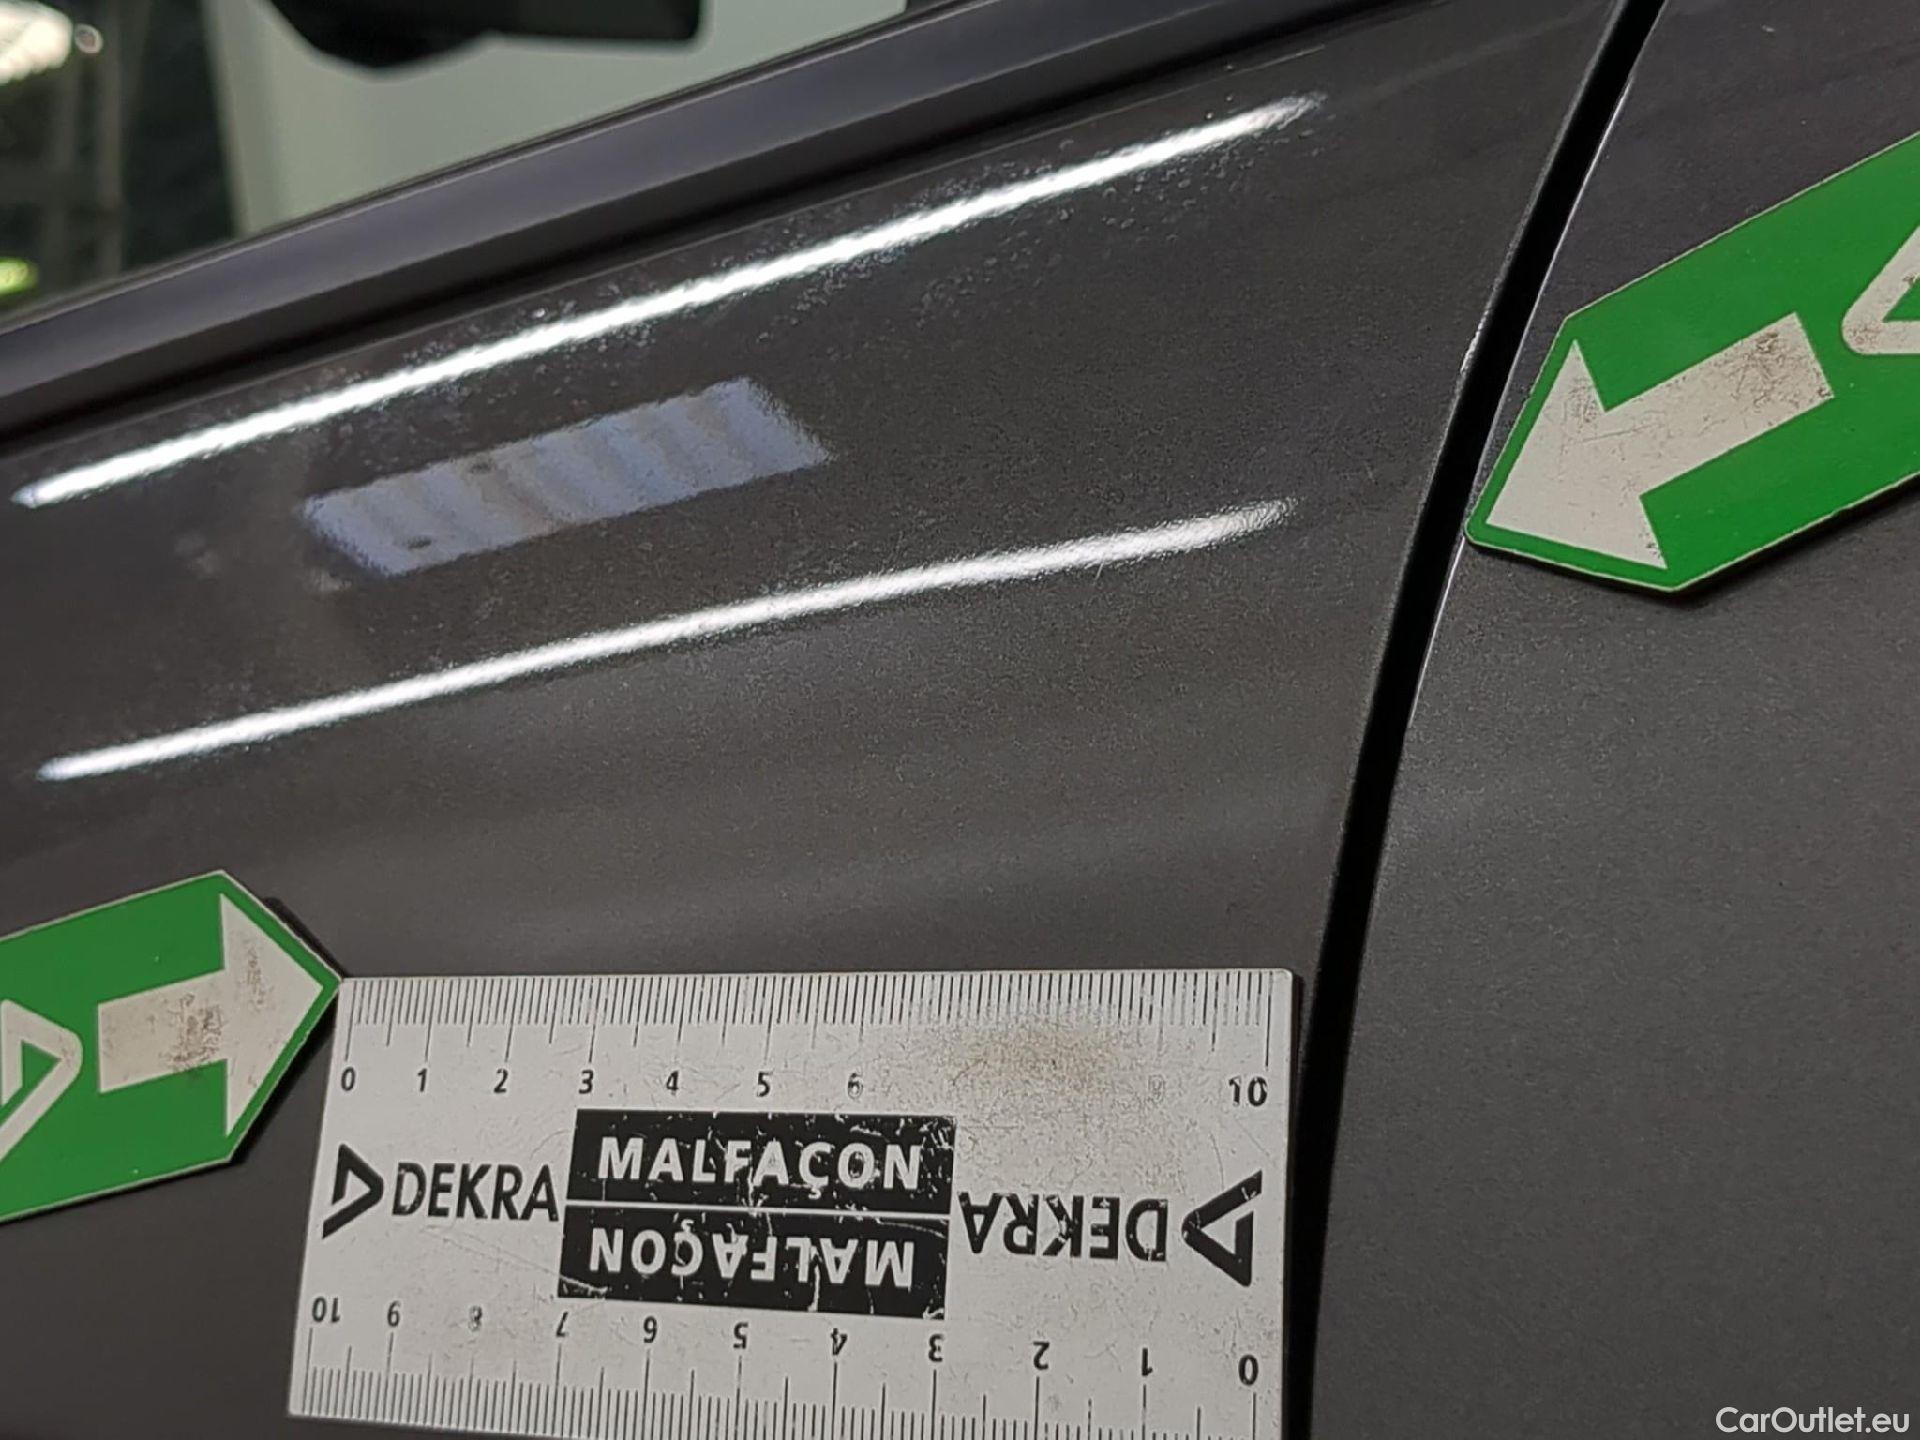 0 1 2 3 4 5 6 10
DEKRA MALFAÇON DEKRA
MALFAÇON
10 9 8 7 6 5 4 3 2 1 0
CarOutlet.eu